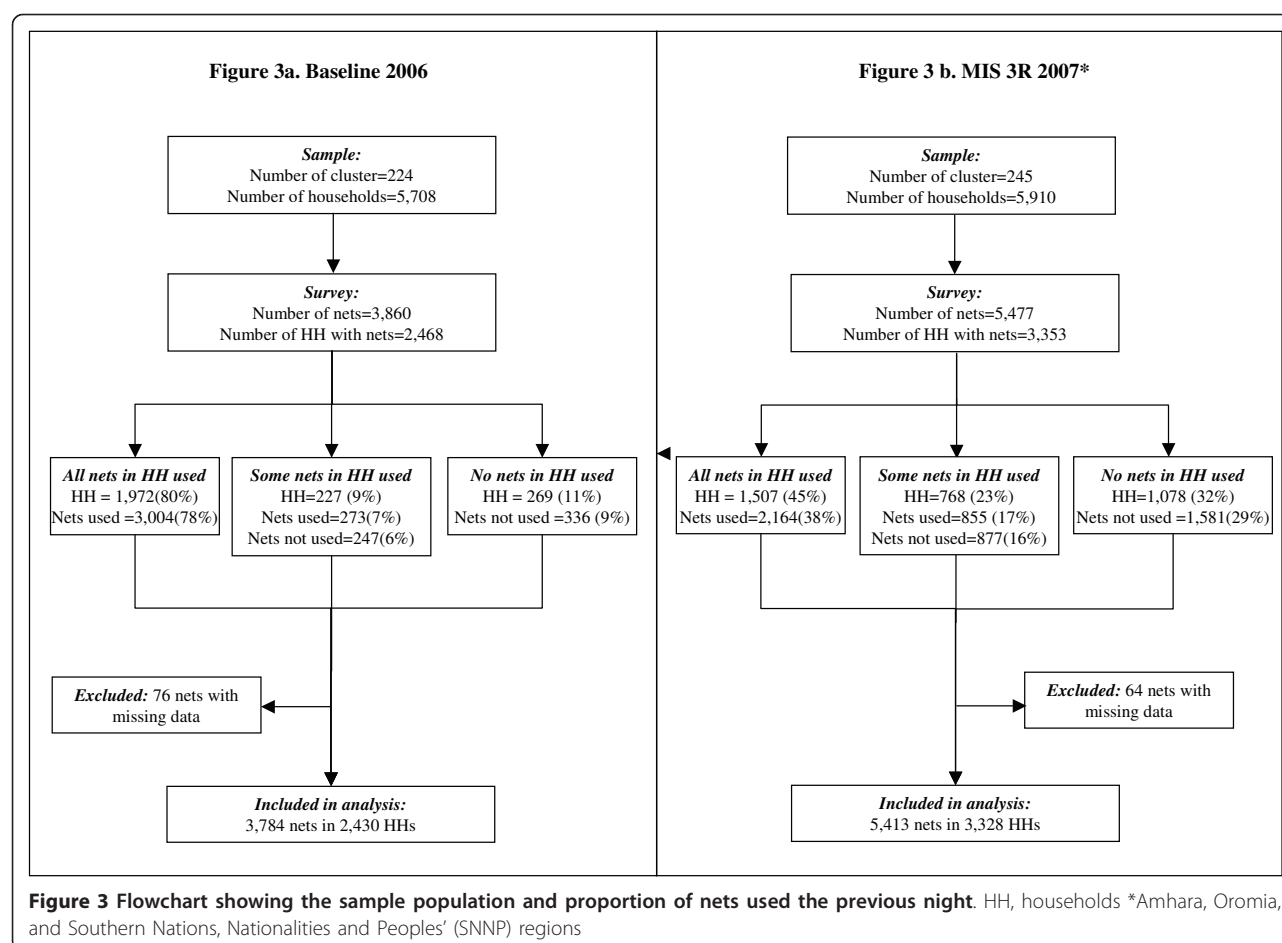 Figure 3a. Baseline 2006
Sample:
Number of cluster=224
Number of households=5,708
Survey:
Number of nets=3,860
Number of HH with nets=2,468
All nets in HH used
HH = 1,972(80%)
Nets used =3,004(78%)
Some nets in HH used
HH=227 (9%)
Nets used=273(7%)
Nets not used=247(6%)
No nets in HH used
HH = 269 (11%)
Nets not used=336 (9%)
Excluded: 76 nets with
missing data
Included in analysis:
3,784 nets in 2,430 HHs
Figure 3 b. MIS 3R 2007*
Sample:
Number of cluster=245
Number of households=5,910
Survey:
Number of nets=5,477
Number of HH with nets=3,353
All nets in HH used
HH = 1,507 (45%)
Nets used=2,164(38%)
Some nets in HH used
HH=768 (23%)
Nets used=855 (17%)
Nets not used=877(16%)
No nets in HH used
HH=1,078 (32%)
Nets not used =1,581(29%)
Excluded: 64 nets with
missing data
Included in analysis:
5,413 nets in 3,328 HHs
Figure 3 Flowchart showing the sample population and proportion of nets used the previous night. HH, households *Amhara, Oromia,
and Southern Nations, Nationalities and Peoples' (SNNP) regions